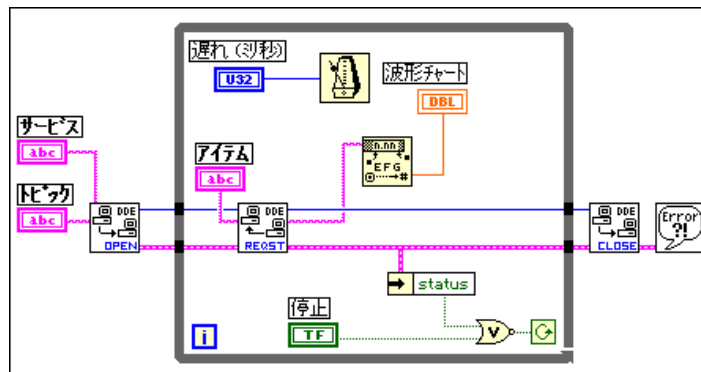 遅れ (ミリ秒)
U32
波形チャート
DBL
サービス
abc
アイテム
abc
n.nn
EFG
#
トピック
abc
DDE
OPEN
DDE
REQST
DDE
CLOSE
Error
?!
status
停止
TF
V
i